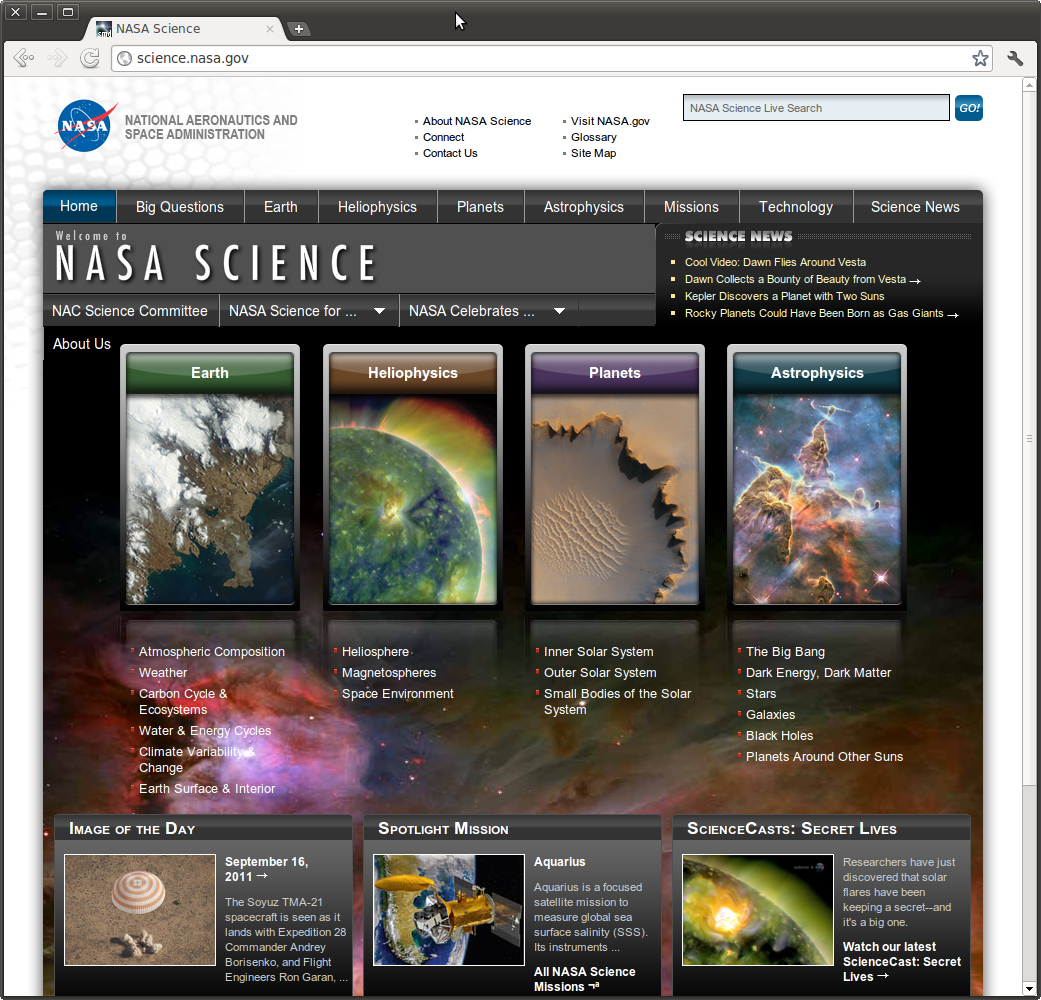 NASA Science
science.nasa.gov
NASA
NATIONAL AERONAUTICS AND
SPACE ADMINISTRATION
About NASA Science
Connect
Contact Us
Visit NASA.gov
Glossary
Site Map
NASA Science Live Search
GO!
Home
Big Questions
Earth
Heliophysics
Planets
Astrophysics
Missions
Technology
Science News
Welcome to
NASA SCIENCE
SCIENCE NEWS
Cool Video: Dawn Flies Around Vesta
Dawn Collects a Bounty of Beauty from Vesta →
Kepler Discovers a Planet with Two Suns
Rocky Planets Could Have Been Born as Gas Giants →
NAC Science Committee
NASA Science for ...
NASA Celebrates ...
About Us
Earth
Heliophysics
Planets
Astrophysics
Atmospheric Composition
Weather
Carbon Cycle &
Ecosystems
Water & Energy Cycles
Climate Variability &
Change
Earth Surface & Interior
Heliosphere
Magnetospheres
Space Environment
Inner Solar System
Outer Solar System
Small Bodies of the Solar
System
The Big Bang
Dark Energy, Dark Matter
Stars
Galaxies
Black Holes
Planets Around Other Suns
IMAGE OF THE DAY
September 16,
2011 →
The Soyuz TMA-21
spacecraft is seen as it
lands with Expedition 28
Commander Andrey
Borisenko, and Flight
Engineers Ron Garan, ...
SPOTLIGHT MISSION
Aquarius
Aquarius is a focused
satellite mission to
measure global sea
surface salinity (SSS).
Its instruments ...
All NASA Science
Missions ¬ª
SCIENCECASTS: SECRET LIVES
Researchers have just
discovered that solar
flares have been
keeping a secret--and
it's a big one.
Watch our latest
ScienceCast: Secret
Lives →